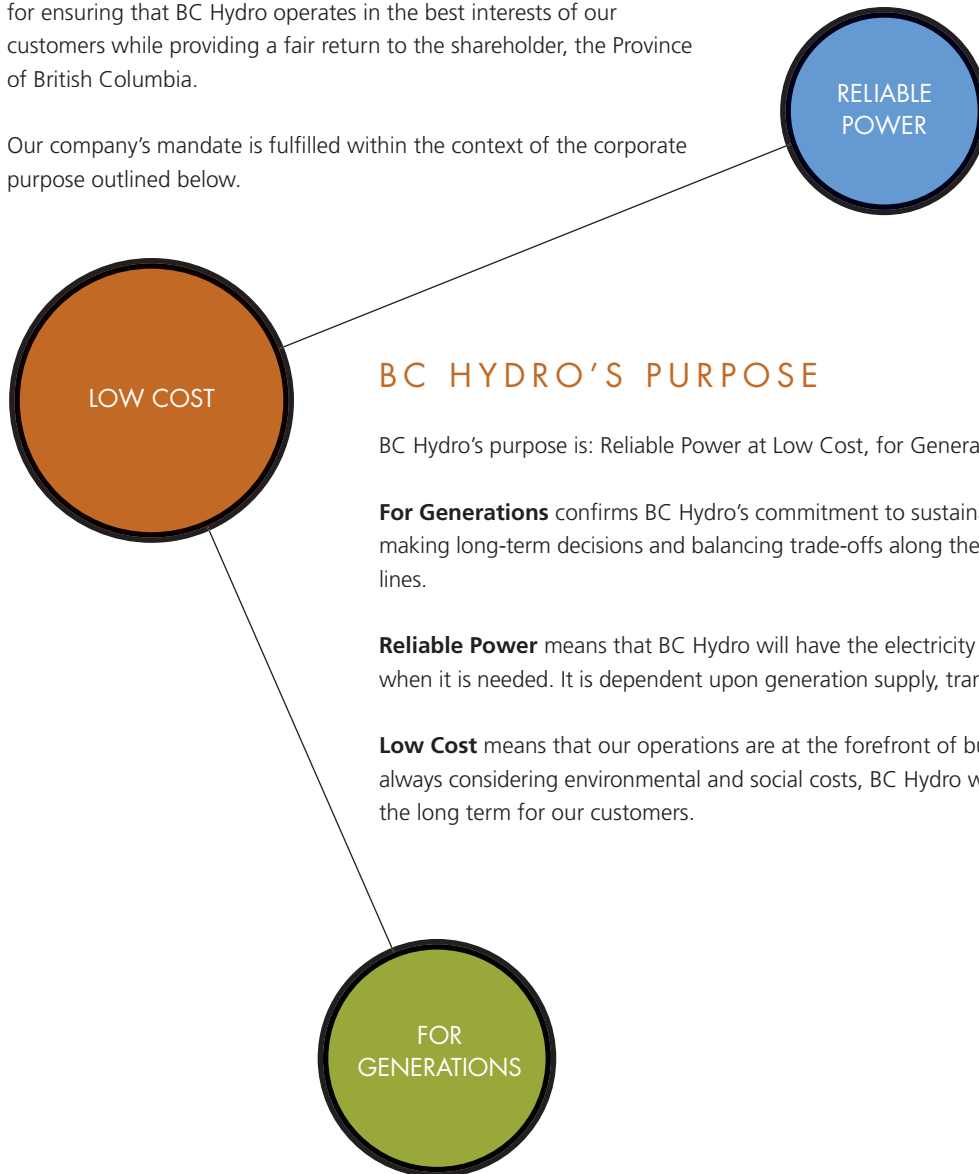 for ensuring that BC Hydro operates in the best interests of our
customers while providing a fair return to the shareholder, the Province
of British Columbia.
Our company’s mandate is fulfilled within the context of the corporate
purpose outlined below.
RELIABLE
POWER
LOW COST
BC HYDRO’S PURPOSE
BC Hydro’s purpose is: Reliable Power at Low Cost, for
For Generations confirms BC Hydro’s commitment to
making long-term decisions and balancing trade-offs along the
lines.
Reliable Power means that BC Hydro will have the electricity
when it is needed. It is dependent upon generation supply,
Low Cost means that our operations are at the forefront of
always considering environmental and social costs, BC Hydro
the long term for our customers.
FOR
GENERATIONS